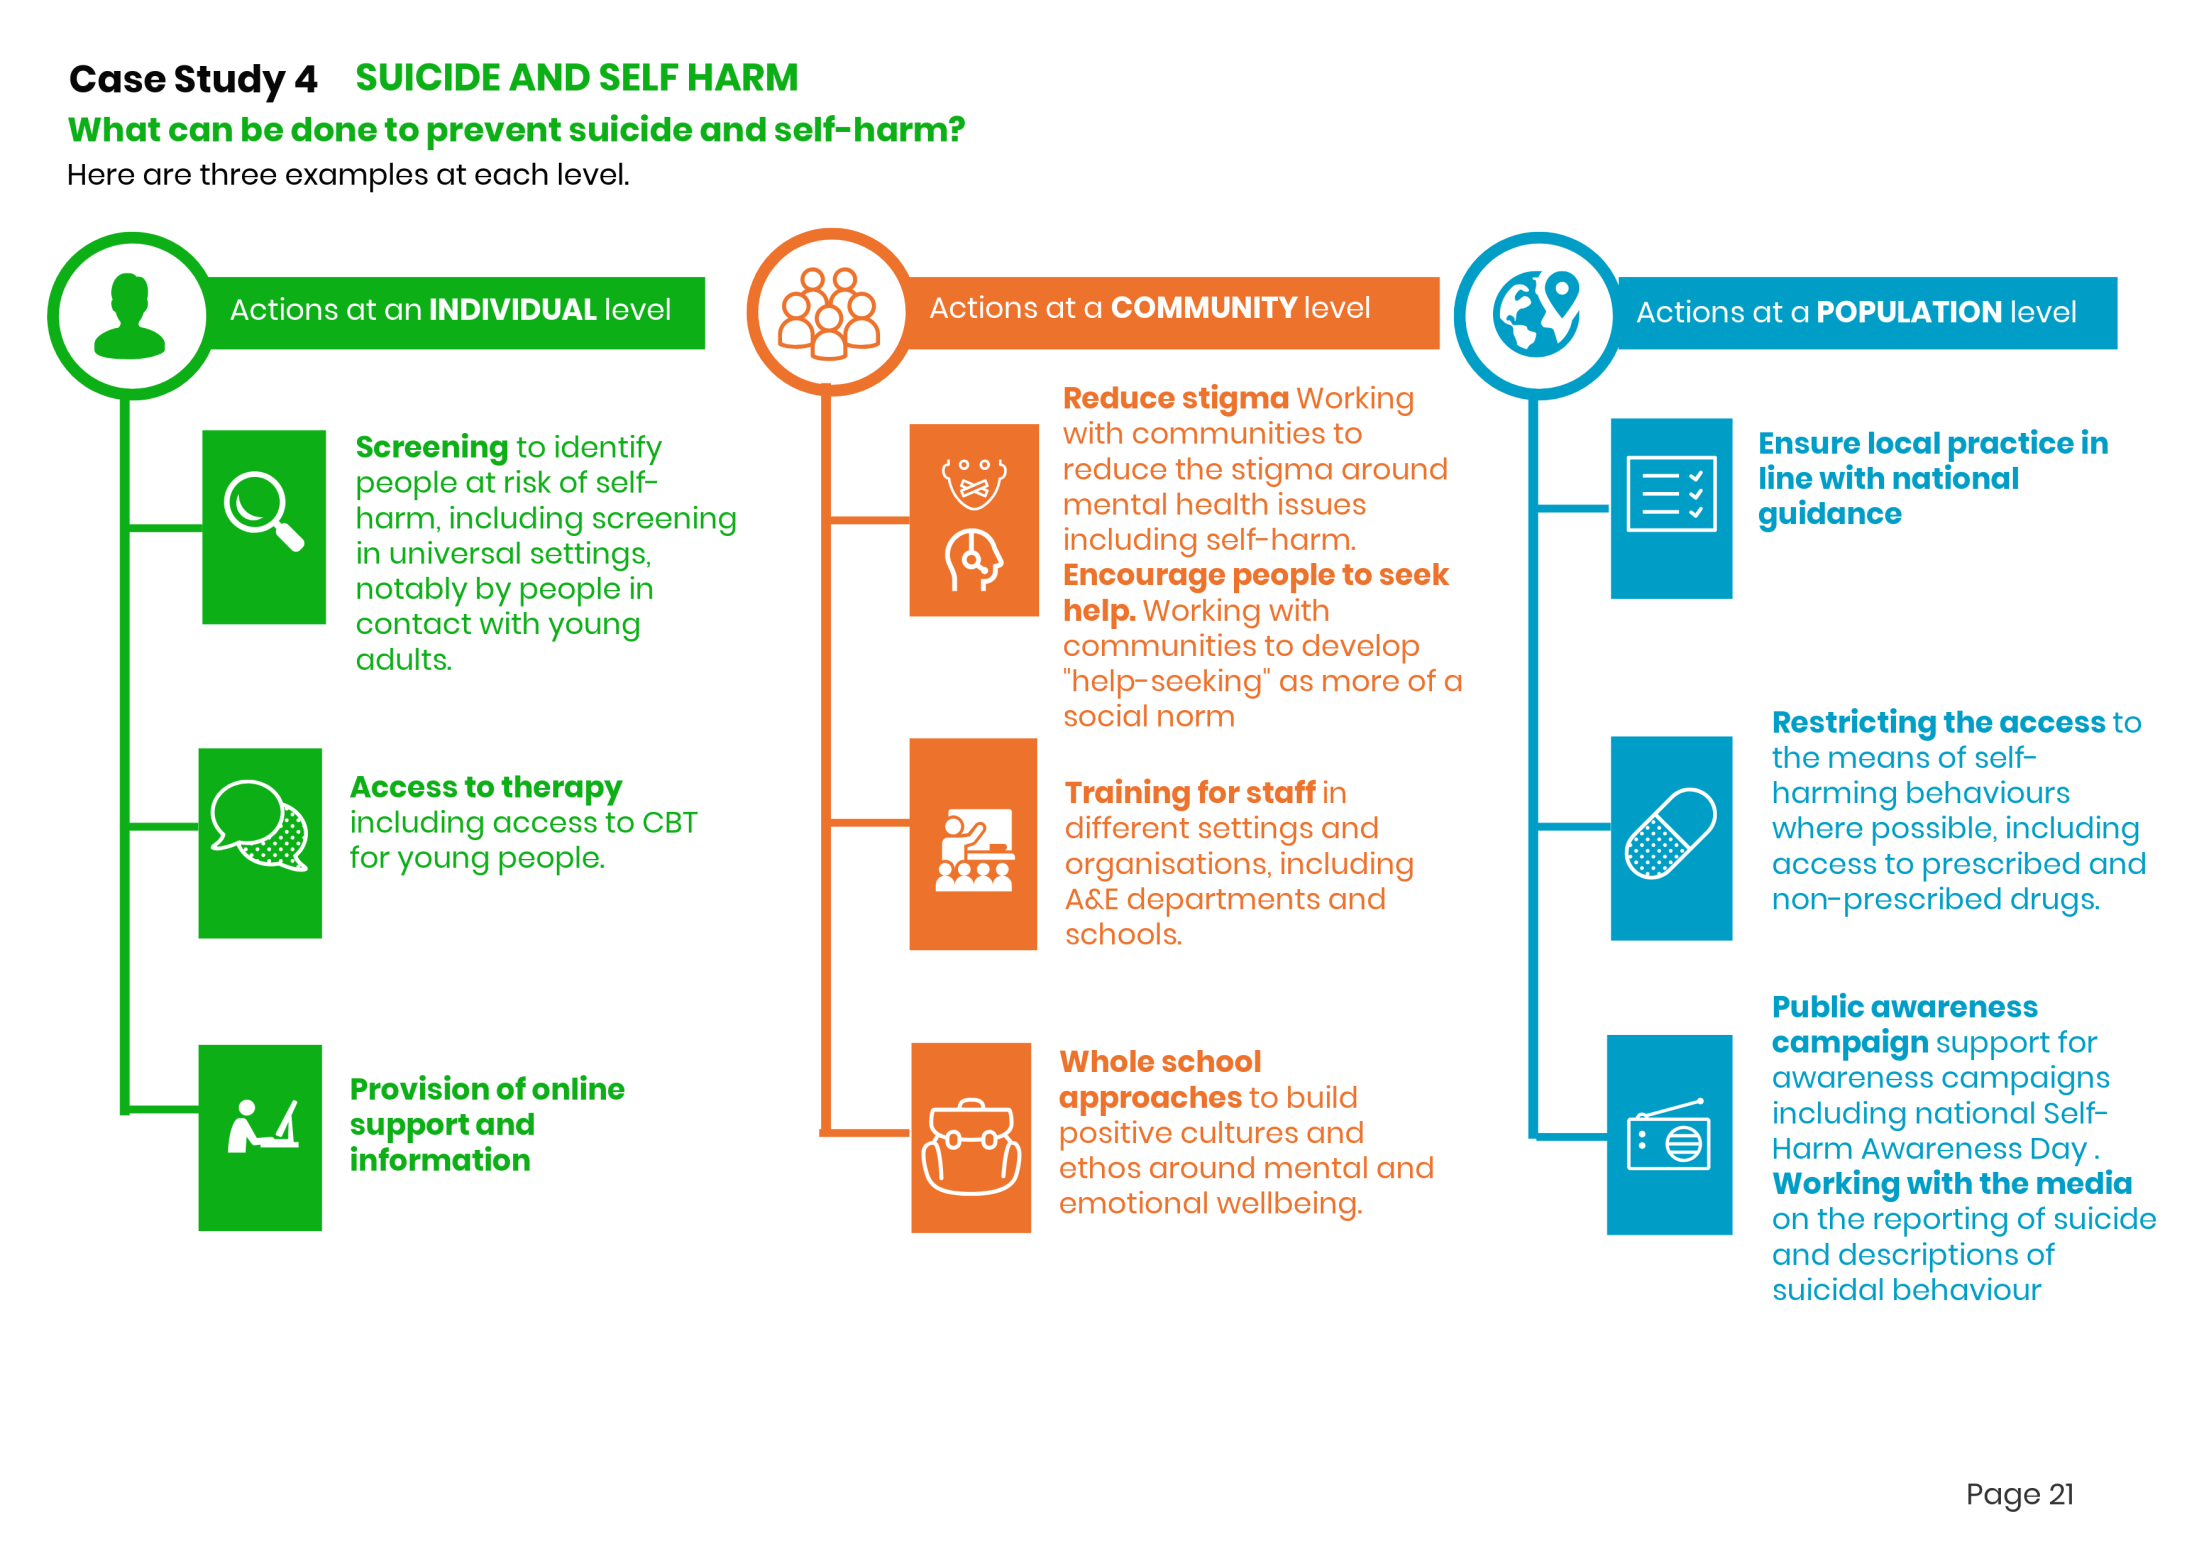 Case Study 4 SUICIDE AND SELF HARM
What can be done to prevent suicide and self-harm?
Here are three examples at each level.
Actions at an INDIVIDUAL level
Screening to identify
people at risk of self-
harm, including screening
in universal settings,
notably by people in
contact with young
adults.
Access to therapy
including access to CBT
for young people.
Provision of online
support and
information
Actions at a COMMUNITY level
Reduce stigma Working
with communities to
reduce the stigma around
mental health issues
including self-harm.
Encourage people to seek
help. Working with
communities to develop
"help-seeking" as more of a
social norm
Training for staff in
different settings and
organisations, including
A&E departments and
schools.
Whole school
approaches to build
positive cultures and
ethos around mental and
emotional wellbeing.
Actions at a POPULATION level
Ensure local practice in
line with national
guidance
Restricting the access to
the means of self-
harming behaviours
where possible, including
access to prescribed and
non-prescribed drugs.
Public awareness
campaign support for
awareness campaigns
including national Self-
Harm Awareness Day .
Working with the media
on the reporting of suicide
and descriptions of
suicidal behaviour
Page 21